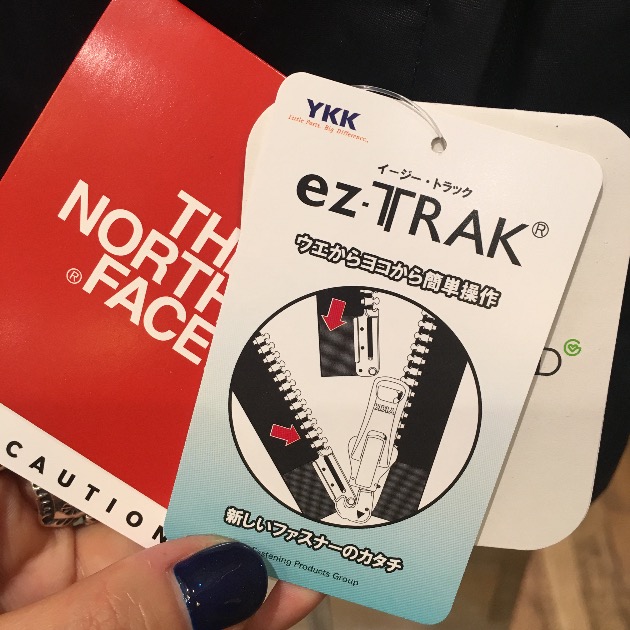 THE
NORTH
FACE®
CAUTION
YKK
Little Parts. Big Difference.
イージー・トラック
ez-TRAK®
ウエからヨコから簡単操作
新しいファスナーのカタチ
Fastening Products Group
D